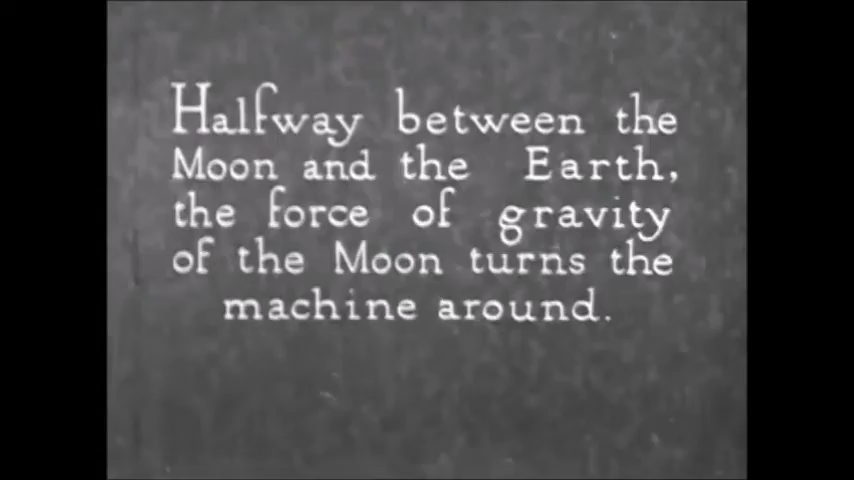 Halfway between the
Moon and the Earth,
the force of gravity
of the Moon turns the
machine around.